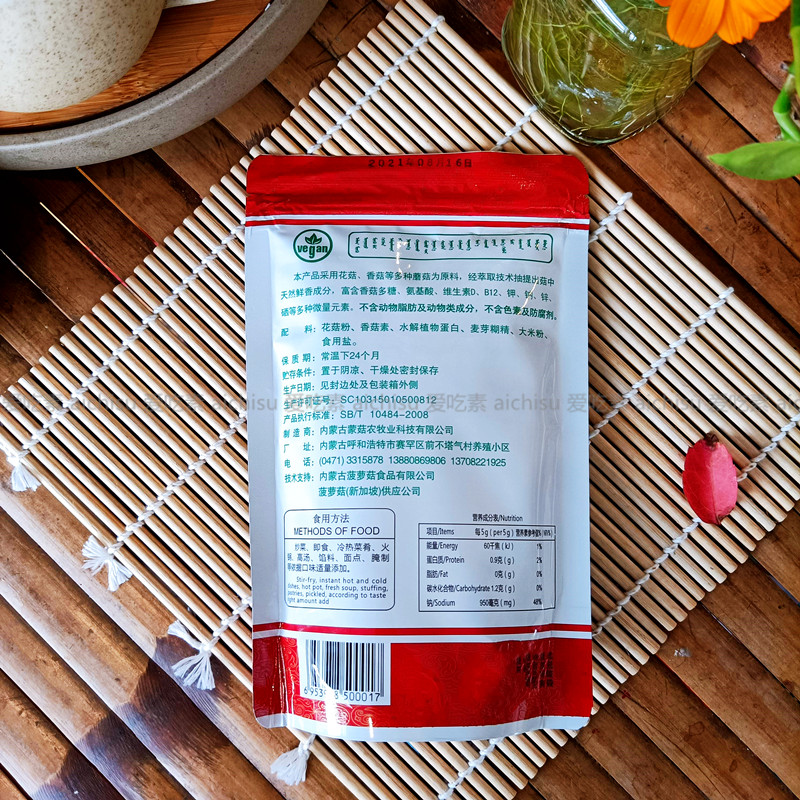 2021年08月16日
vegan
本产品采用花菇、香菇等多种蘑菇为原料，经萃取技术抽提出菇中
天然鲜香成分，富含菇多糖、氨基酸、维生素D、B12、钾、钙、锌、
硒等多种微量元素。不含动物脂肪及动物类成分，不含色素及防腐剂。
配 料：花菇粉、香菇素、水解植物蛋白、麦芽糊精、大米粉、
食用盐。
保 质 期：常温下24个月
贮存条件：置于阴凉、干燥处密封保存
生产日期：见封边处及包装箱外侧
生产许可证号：SC10315010500812
爱吃素 aichisu 爱吃素 aichisu 爱吃素 aichisu 爱吃素
产品执行标准：SB/T 10484-2008
制 造 商：内蒙古蒙菇农牧业科技有限公司
厂 址：内蒙古呼和浩特市赛罕区前不塔气村养殖小区
电 话：(0471) 3315878 13880869806 13708221925
技术支持：内蒙古菠萝菇食品有限公司
菠萝菇(新加坡)供应公司
食用方法
METHODS OF FOOD
炒菜、即食、冷热菜肴、火
锅、高汤、馅料、面点、腌制
等依据口味适量添加。
Stir-fry, instant hot and cold
dishes, hot pot, fresh soup, stuffing,
pastries, pickled, according to taste
right amount add
营养成分表/Nutrition
项目/Items 每5g(per5g) 营养素参考值%(NRV%)
能量/Energy 60千焦(kJ) 1%
蛋白质/Protein 0.9克(g) 2%
脂肪/Fat 0克(g) 0%
碳水化合物/Carbohydrate 1.2克(g) 0%
钠/Sodium 950毫克(mg) 48%